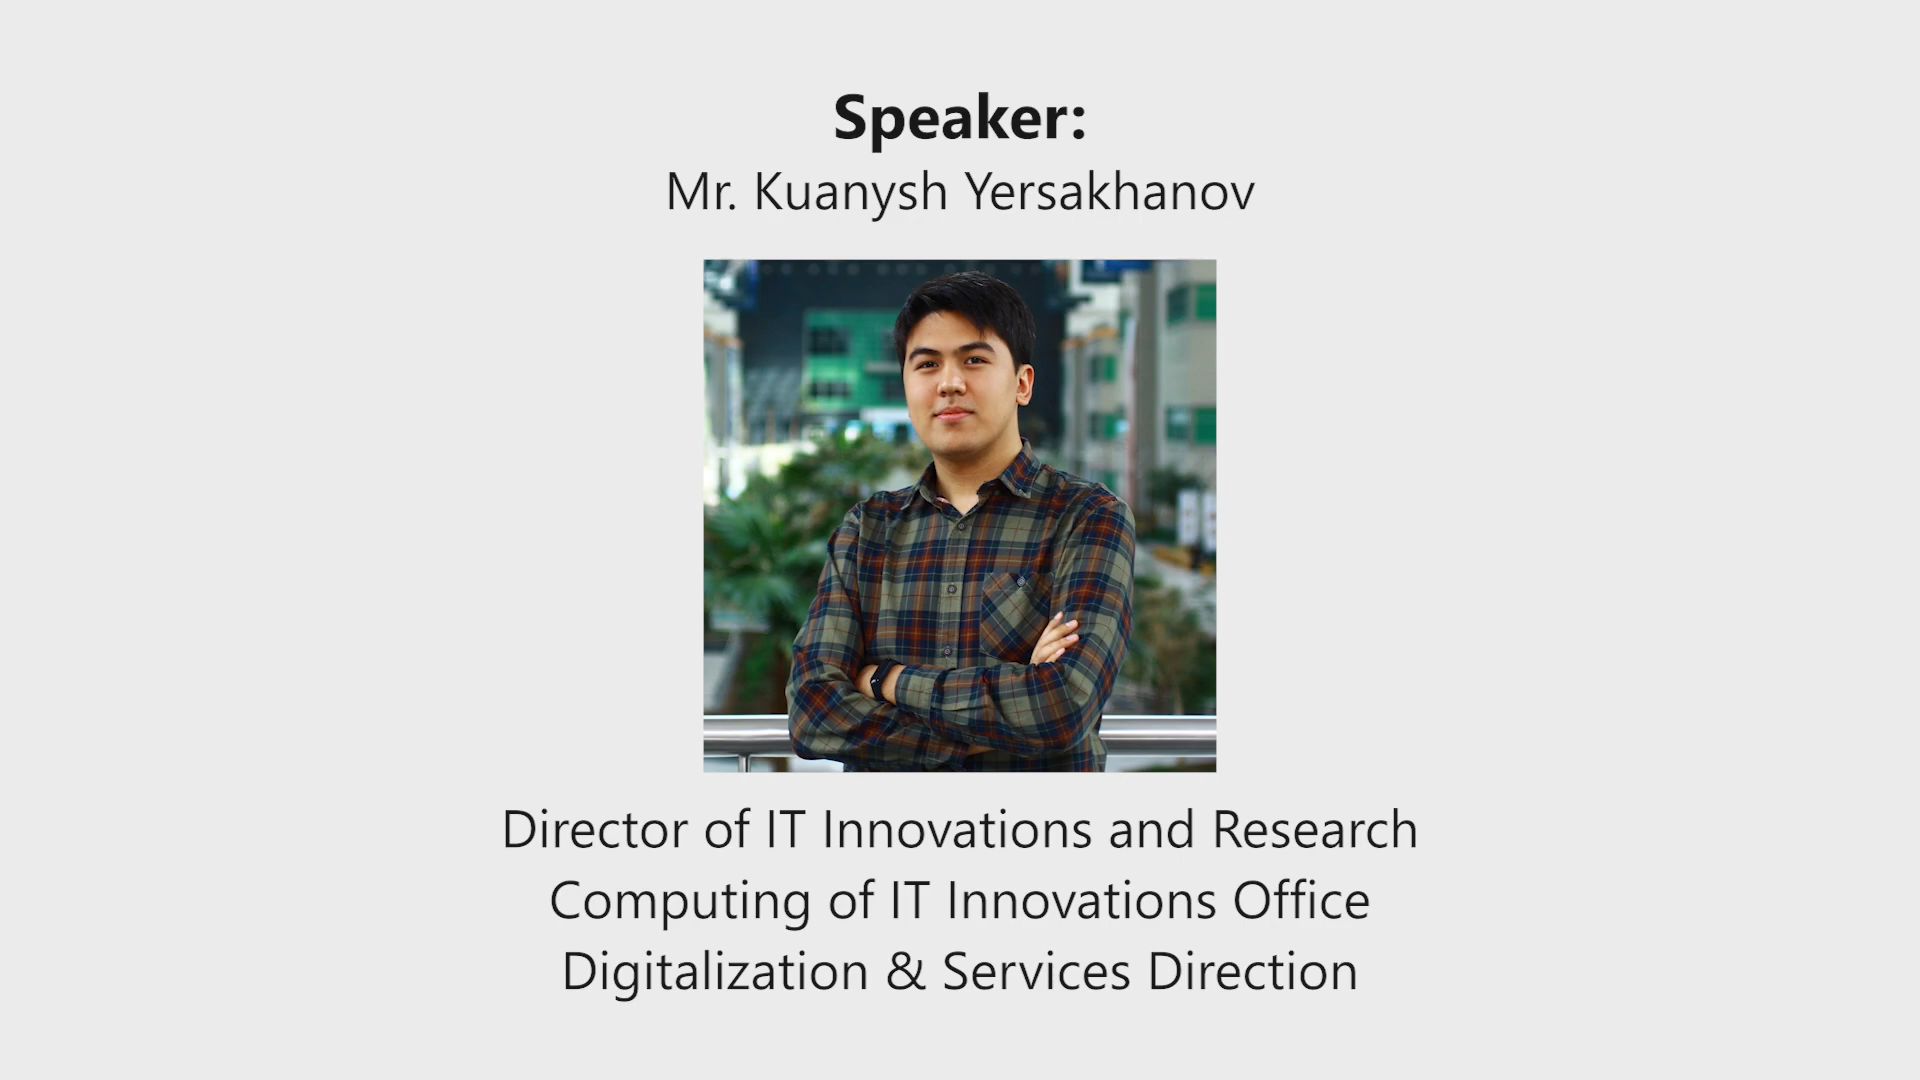 Speaker:
Mr. Kuanysh Yersakhanov
Director of IT Innovations and Research
Computing of IT Innovations Office
Digitalization & Services Direction